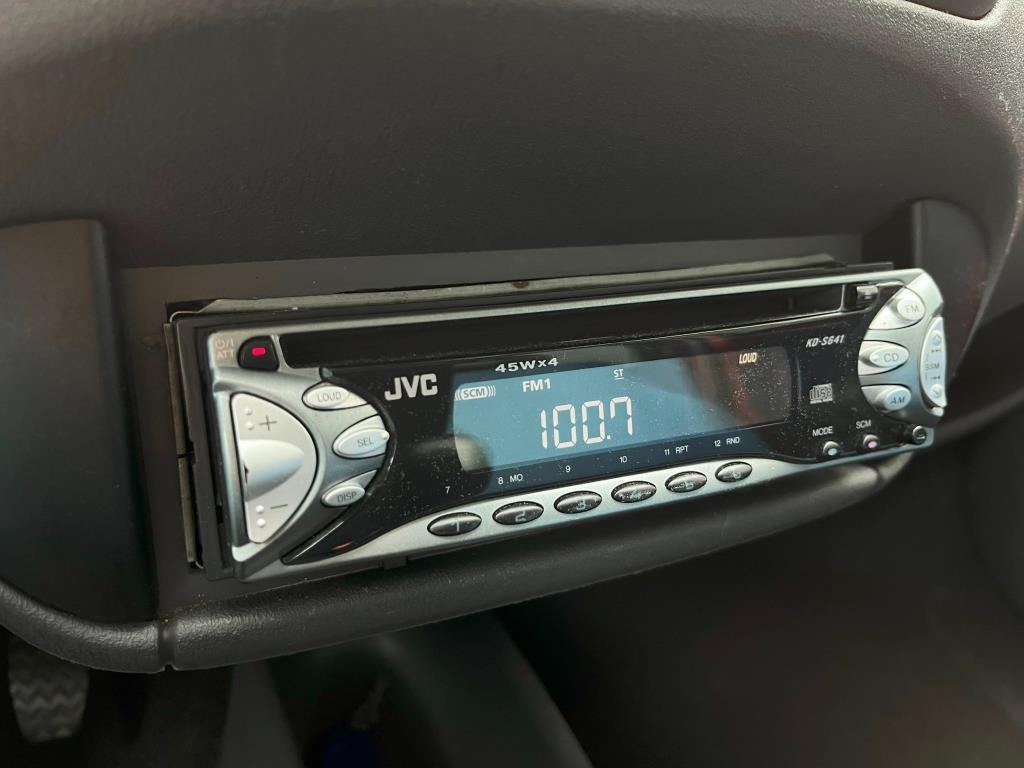 ⏻/I
ATT
LOUD
SEL
DISP
+
−
JVC
45Wx4
(((SCM)))
FM1
ST
LOUD
100.7
KD-S641
FM
CD
AM
SSM
MODE
SCM
7
8 MO
9
10
11 RPT
12 RND
1
2
3
4
5
6